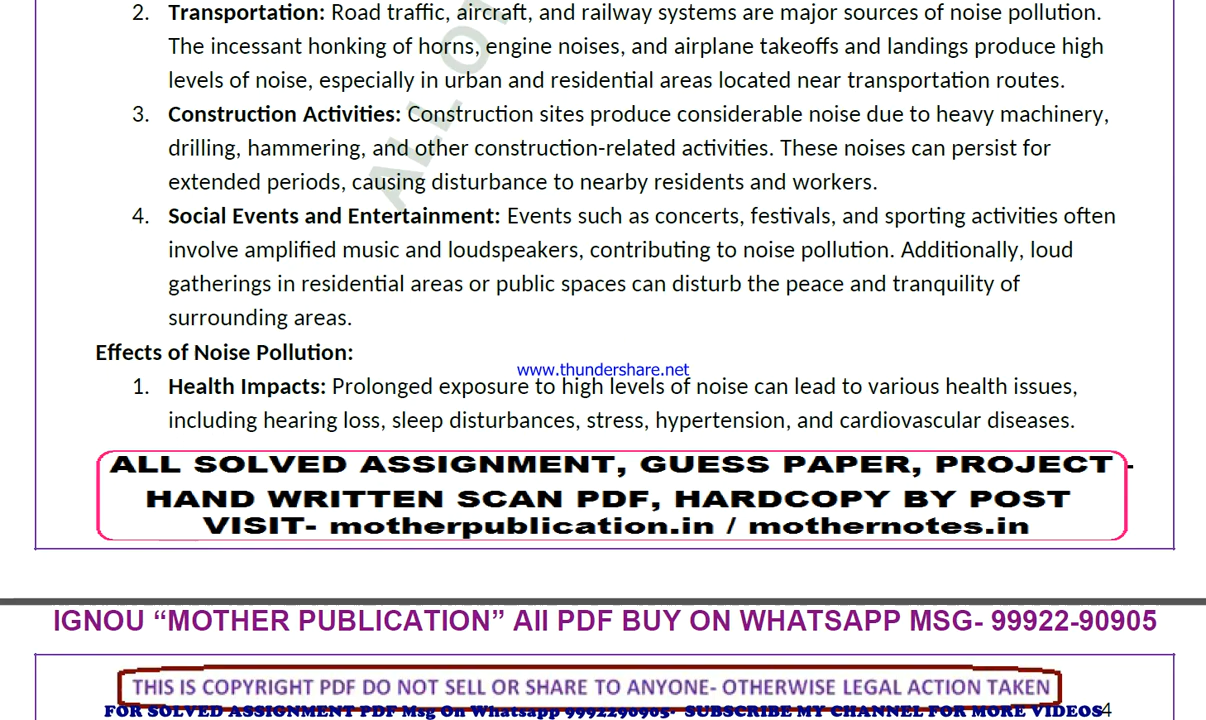 2. Transportation: Road traffic, aircraft, and railway systems are major sources of noise pollution.
The incessant honking of horns, engine noises, and airplane takeoffs and landings produce high
levels of noise, especially in urban and residential areas located near transportation routes.
3. Construction Activities: Construction sites produce considerable noise due to heavy machinery,
drilling, hammering, and other construction-related activities. These noises can persist for
extended periods, causing disturbance to nearby residents and workers.
4. Social Events and Entertainment: Events such as concerts, festivals, and sporting activities often
involve amplified music and loudspeakers, contributing to noise pollution. Additionally, loud
gatherings in residential areas or public spaces can disturb the peace and tranquility of
surrounding areas.
Effects of Noise Pollution:
www.thundershare.net
1. Health Impacts: Prolonged exposure to high levels of noise can lead to various health issues,
including hearing loss, sleep disturbances, stress, hypertension, and cardiovascular diseases.
ALL SOLVED ASSIGNMENT, GUESS PAPER, PROJECT -
HAND WRITTEN SCAN PDF, HARDCOPY BY POST
VISIT- motherpublication.in / mothernotes.in
IGNOU “MOTHER PUBLICATION” All PDF BUY ON WHATSAPP MSG- 99922-90905
THIS IS COPYRIGHT PDF DO NOT SELL OR SHARE TO ANYONE- OTHERWISE LEGAL ACTION TAKEN
FOR SOLVED ASSIGNMENT PDF Msg On Whatsapp 9992290905- SUBSCRIBE MY CHANNEL FOR MORE VIDEOS4
ALL